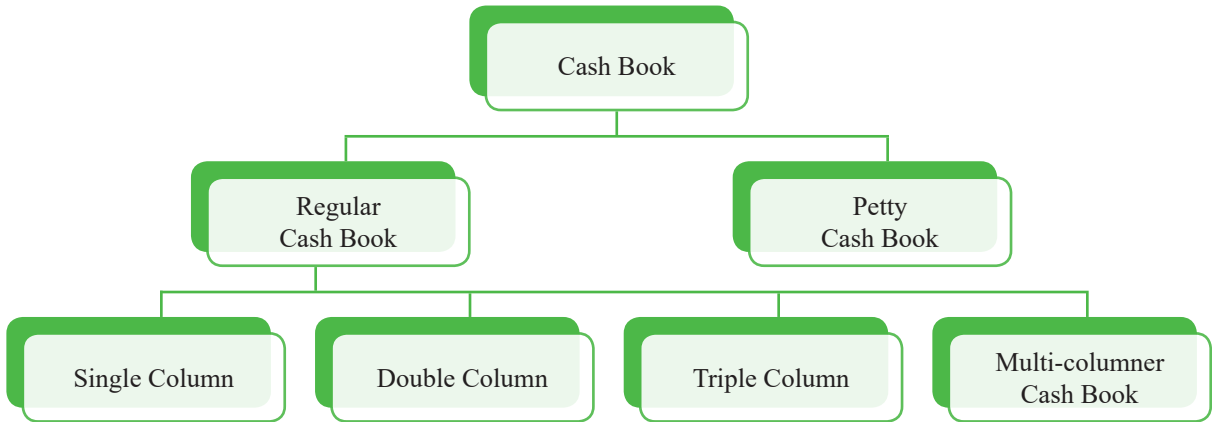 Cash Book
Regular
Cash Book
Petty
Cash Book
Single Column
Double Column
Triple Column
Multi-columner
Cash Book